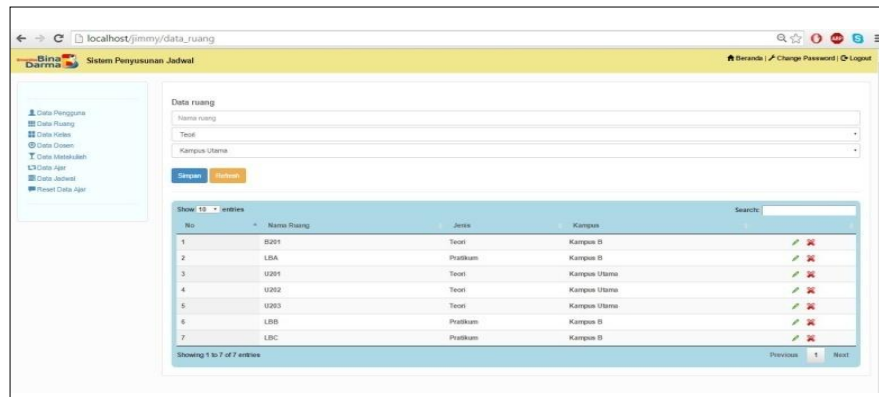 localhost/jimmy/data_ruang
Bina Darma Sistem Penyusunan Jadwal
Beranda | Change Password | Logout
Data Pengguna
Data Ruang
Data Kelas
Data Dosen
Data Matakuliah
Data Ajar
Data Jadwal
Reset Data Ajar
Data ruang
Nama ruang
Teori
Kampus Utama
Simpan Refresh
Show 10 entries Search:
No Nama Ruang Jenis Kampus
1 B201 Teori Kampus B
2 LBA Pratikum Kampus B
3 U201 Teori Kampus Utama
4 U202 Teori Kampus Utama
5 U203 Teori Kampus Utama
6 LBB Pratikum Kampus B
7 LBC Pratikum Kampus B
Showing 1 to 7 of 7 entries Previous 1 Next